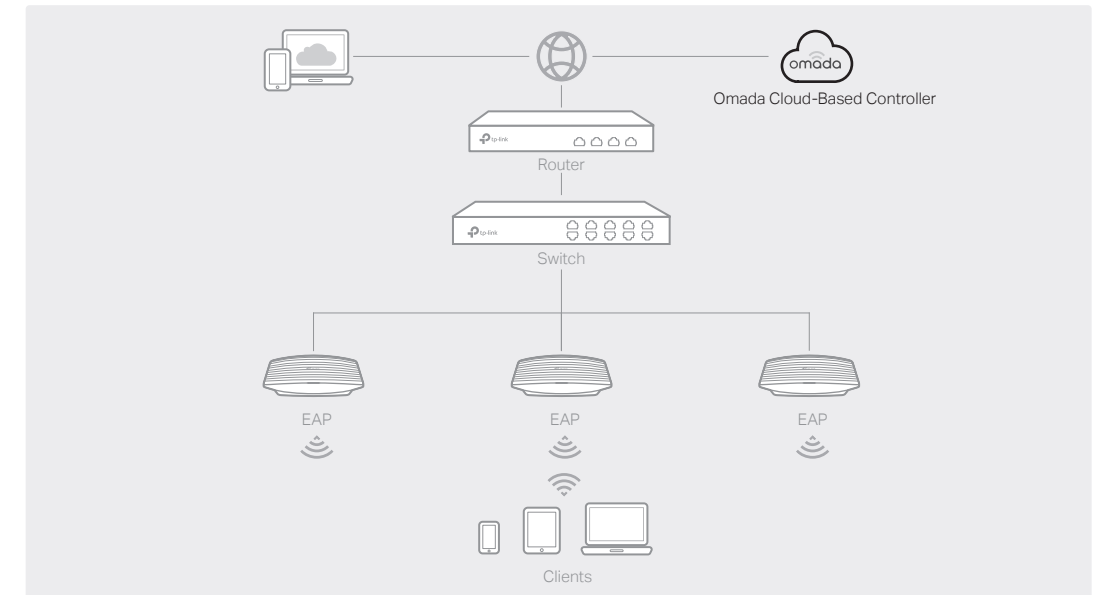 omada
Omada Cloud-Based Controller
tp-link
Router
tp-link
Switch
EAP
EAP
EAP
Clients